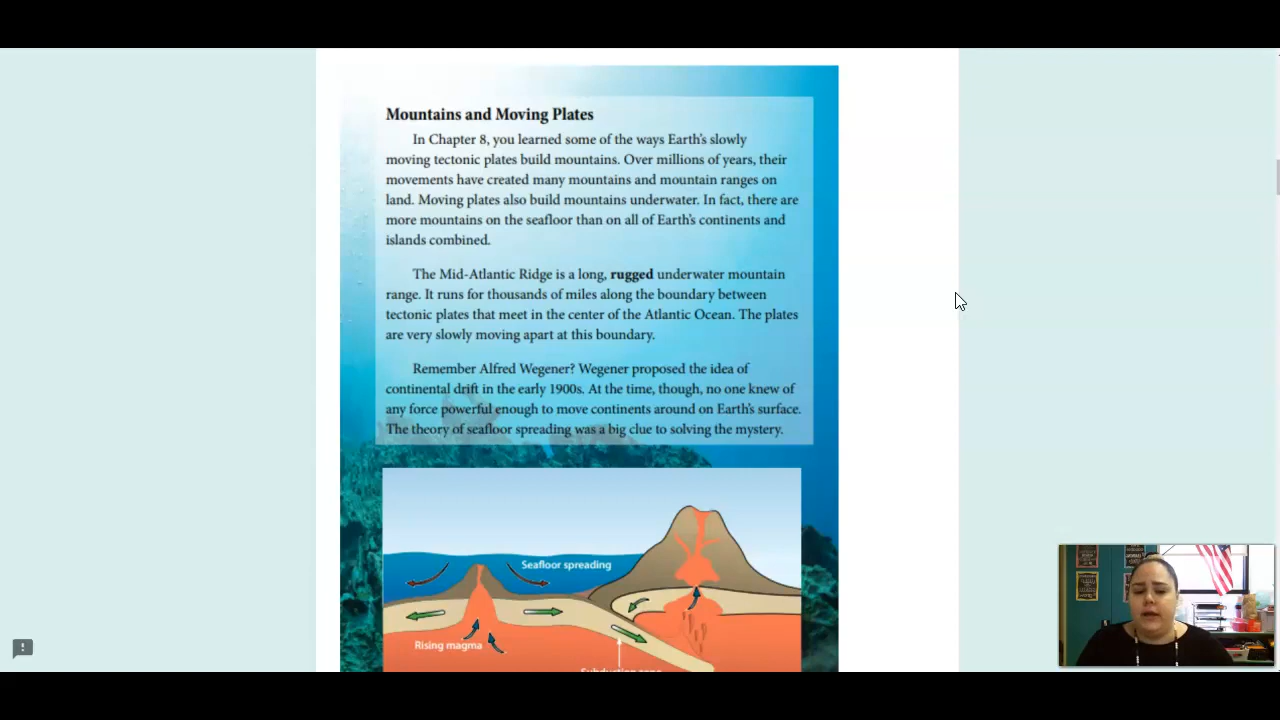 Mountains and Moving Plates
In Chapter 8, you learned some of the ways Earth's slowly
moving tectonic plates build mountains. Over millions of years, their
movements have created many mountains and mountain ranges on
land. Moving plates also build mountains underwater. In fact, there are
more mountains on the seafloor than on all of Earth's continents and
islands combined.
The Mid-Atlantic Ridge is a long, rugged underwater mountain
range. It runs for thousands of miles along the boundary between
tectonic plates that meet in the center of the Atlantic Ocean. The plates
are very slowly moving apart at this boundary.
Remember Alfred Wegener? Wegener proposed the idea of
continental drift in the early 1900s. At the time, though, no one knew of
any force powerful enough to move continents around on Earth's surface.
The theory of seafloor spreading was a big clue to solving the mystery.
Seafloor spreading
Rising magma
Subduction zone